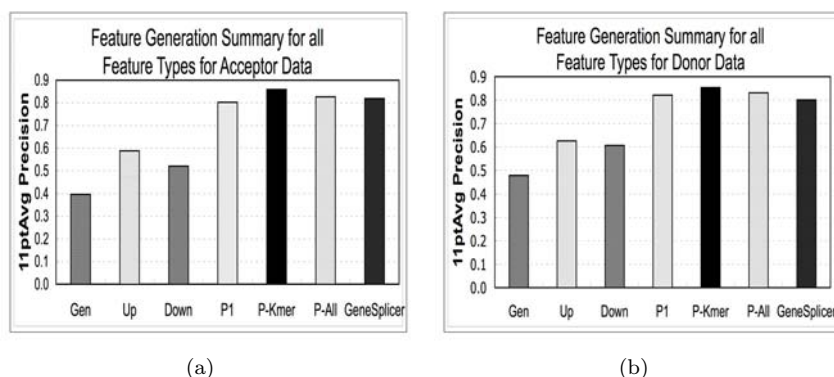 Feature Generation Summary for all
Feature Types for Acceptor Data
11ptAvg Precision
0.9
0.8
0.7
0.6
0.5
0.4
0.3
0.2
0.1
0.0
Gen Up Down P1 P-Kmer P-All GeneSplicer
(a)
Feature Generation Summary for all
Feature Types for Donor Data
11ptAvg Precision
0.9
0.8
0.7
0.6
0.5
0.4
0.3
0.2
0.1
0.0
Gen Up Down P1 P-Kmer P-All GeneSplicer
(b)